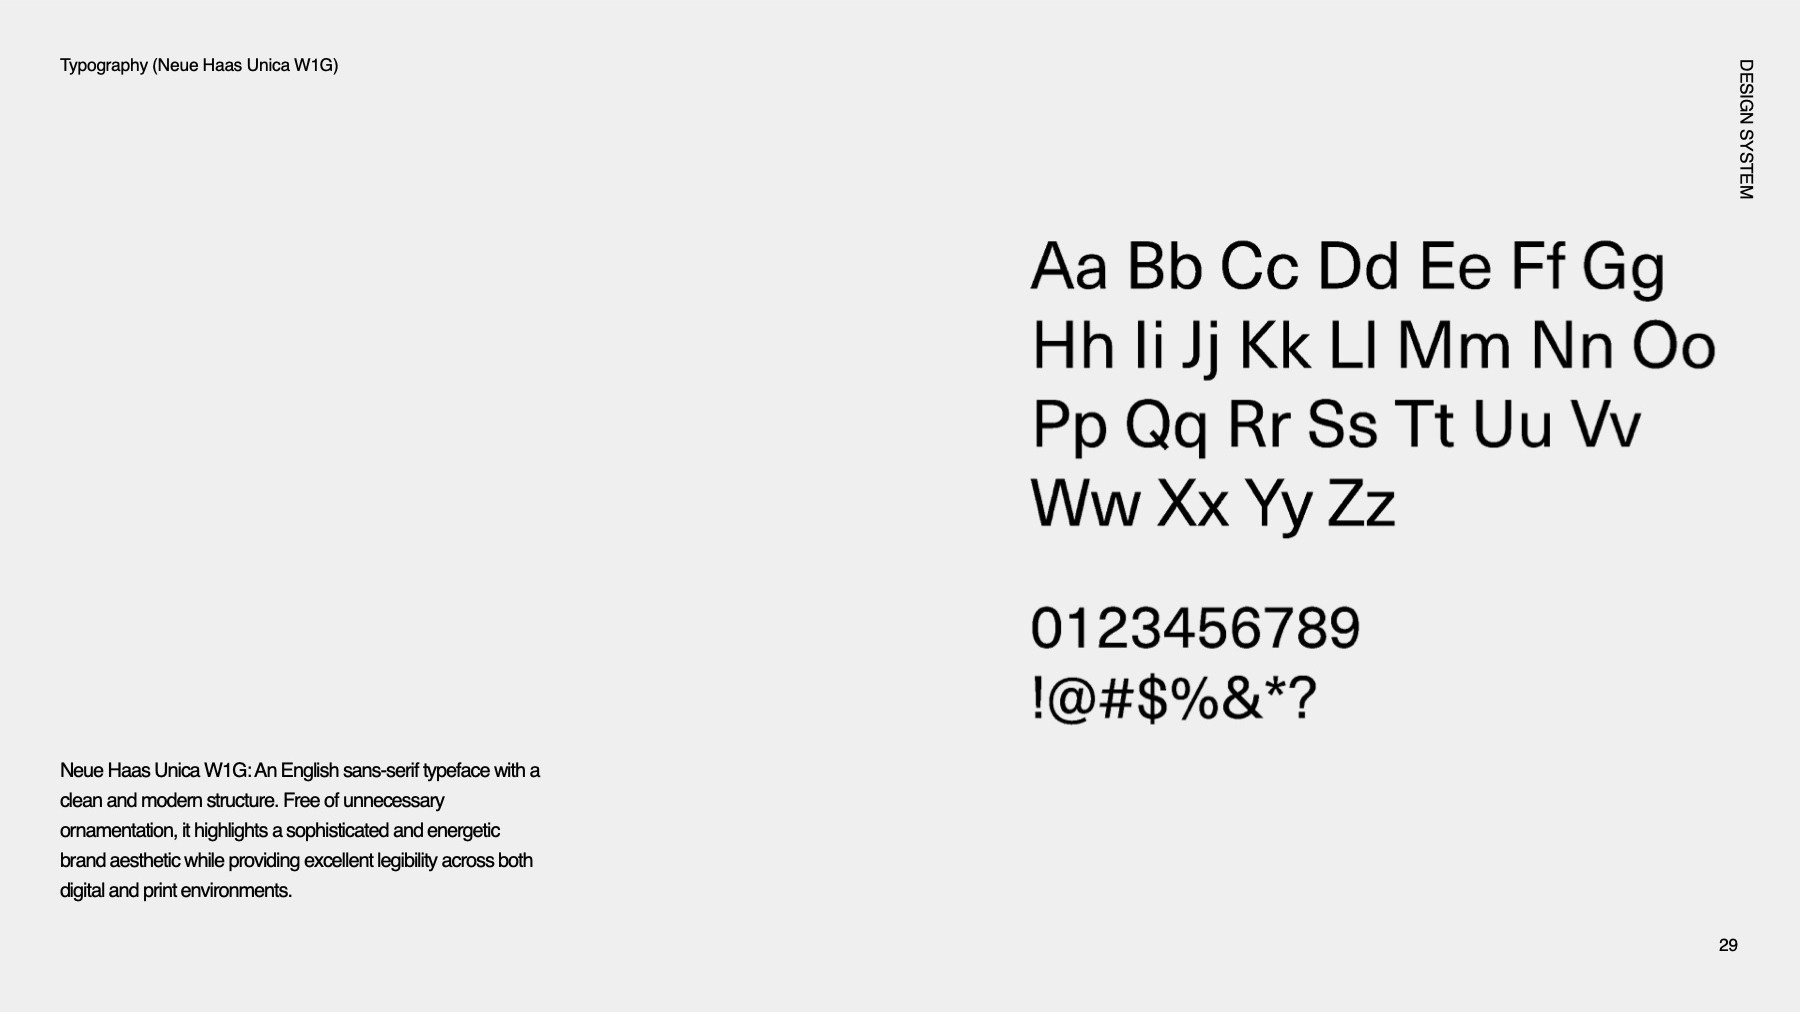 Typography (Neue Haas Unica W1G)
DESIGN SYSTEM
Aa Bb Cc Dd Ee Ff Gg
Hh Ii Jj Kk Ll Mm Nn Oo
Pp Qq Rr Ss Tt Uu Vv
Ww Xx Yy Zz
0123456789
!@#$%&*?
Neue Haas Unica W1G: An English sans-serif typeface with a
clean and modern structure. Free of unnecessary
ornamentation, it highlights a sophisticated and energetic
brand aesthetic while providing excellent legibility across both
digital and print environments.
29